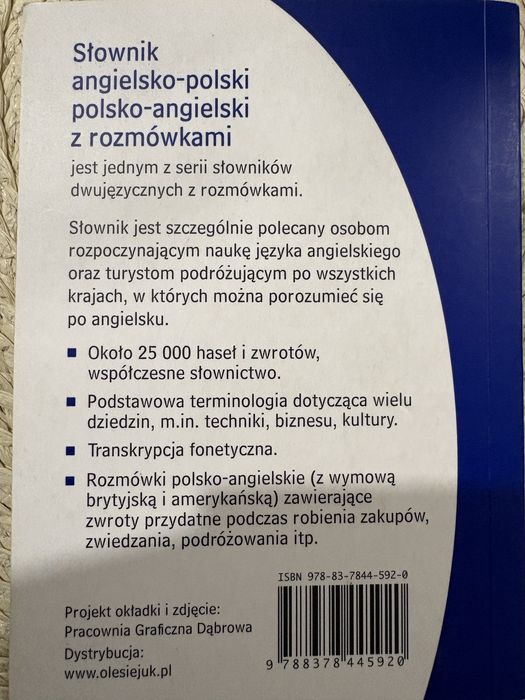 Słownik
angielsko-polski
polsko-angielski
z rozmówkami
jest jednym z serii słowników
dwujęzycznych z rozmówkami.
Słownik jest szczególnie polecany osobom
rozpoczynającym naukę języka angielskiego
oraz turystom podróżującym po wszystkich
krajach, w których można porozumieć się
po angielsku.
Około 25 000 haseł i zwrotów,
współczesne słownictwo.
Podstawowa terminologia dotycząca wielu
dziedzin, m.in. techniki, biznesu, kultury.
Transkrypcja fonetyczna.
Rozmówki polsko-angielskie (z wymową
brytyjską i amerykańską) zawierające
zwroty przydatne podczas robienia zakupów,
zwiedzania, podróżowania itp.
ISBN 978-83-7844-592-0
9 788378 445920
Projekt okładki i zdjęcie:
Pracownia Graficzna Dąbrowa
Dystrybucja:
www.olesiejuk.pl